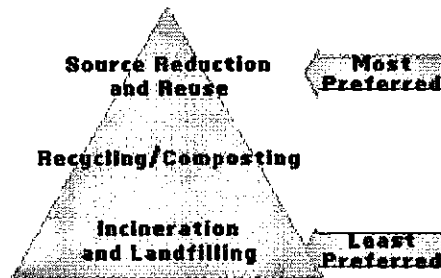 Source Reduction
and Reuse
Most
Preferred
Recycling/Composting
Incineration
and Landfilling
Least
Preferred